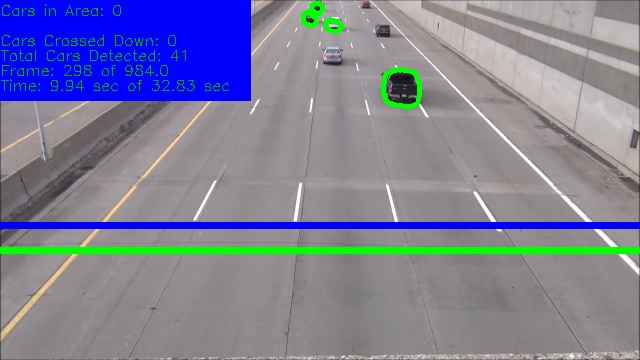 Cars in Area: 0
Cars Crossed Down: 0
Total Cars Detected: 41
Frame: 298 of 984.0
Time: 9.94 sec of 32.83 sec